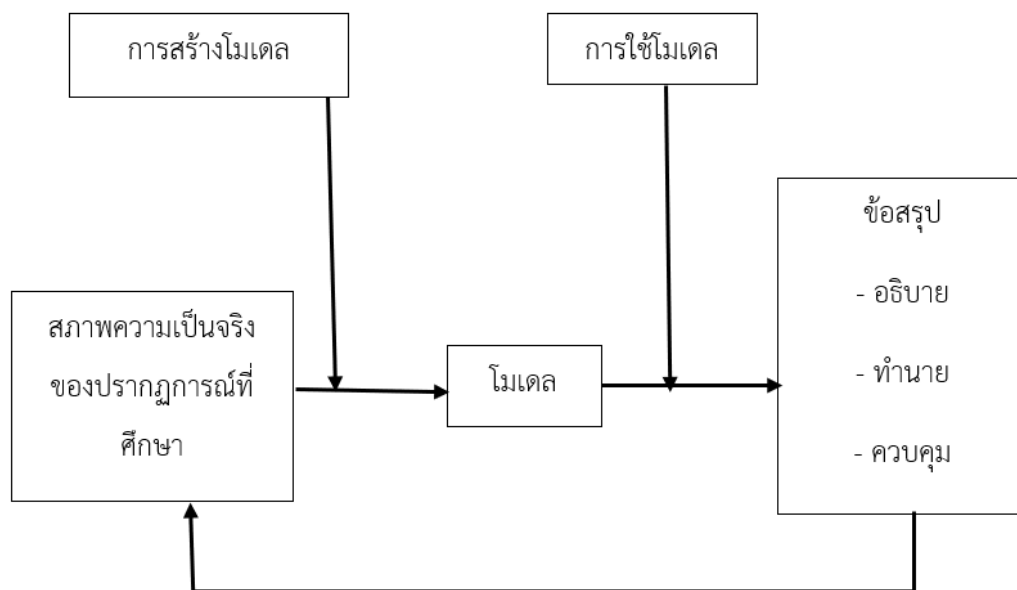 การสร้างโมเดล
การใช้โมเดล
ข้อสรุป
- อธิบาย
- ทำนาย
- ควบคุม
สภาพความเป็นจริง
ของปรากฏการณ์ที่
ศึกษา
โมเดล